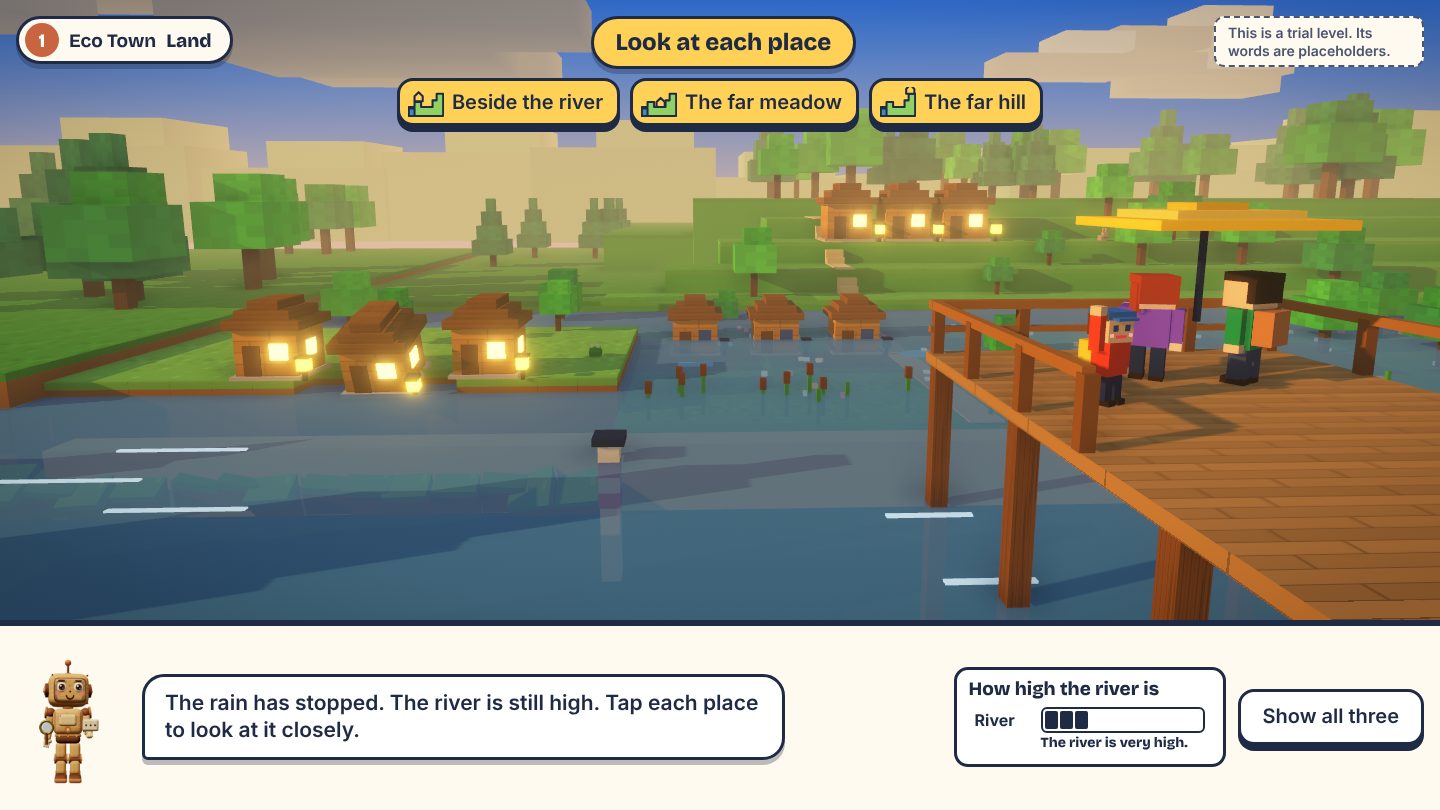 1 Eco Town Land
Look at each place
This is a trial level. Its
words are placeholders.
Beside the river
The far meadow
The far hill
The rain has stopped. The river is still high. Tap each place
to look at it closely.
How high the river is
River
The river is very high.
Show all three